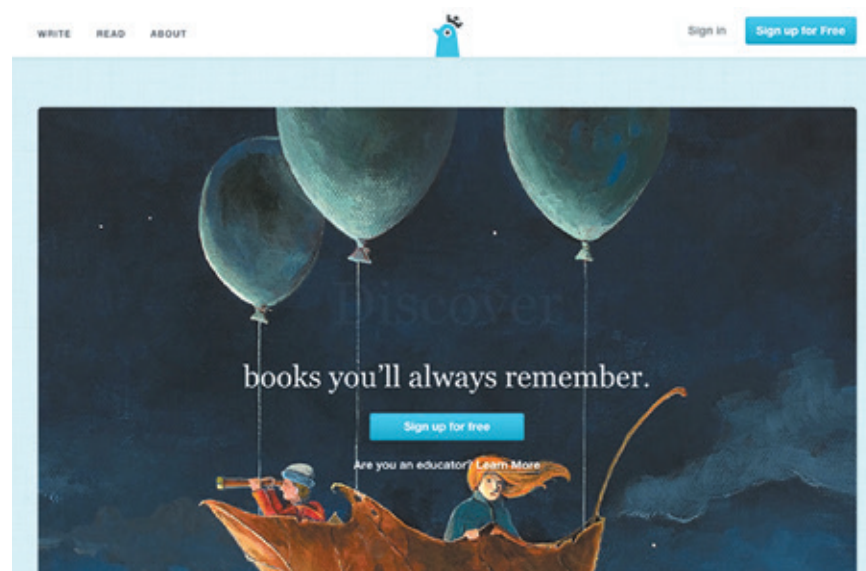 WRITE READ ABOUT Sign in Sign up for Free
Discover
books you'll always remember.
Sign up for free
Are you an educator? Learn More